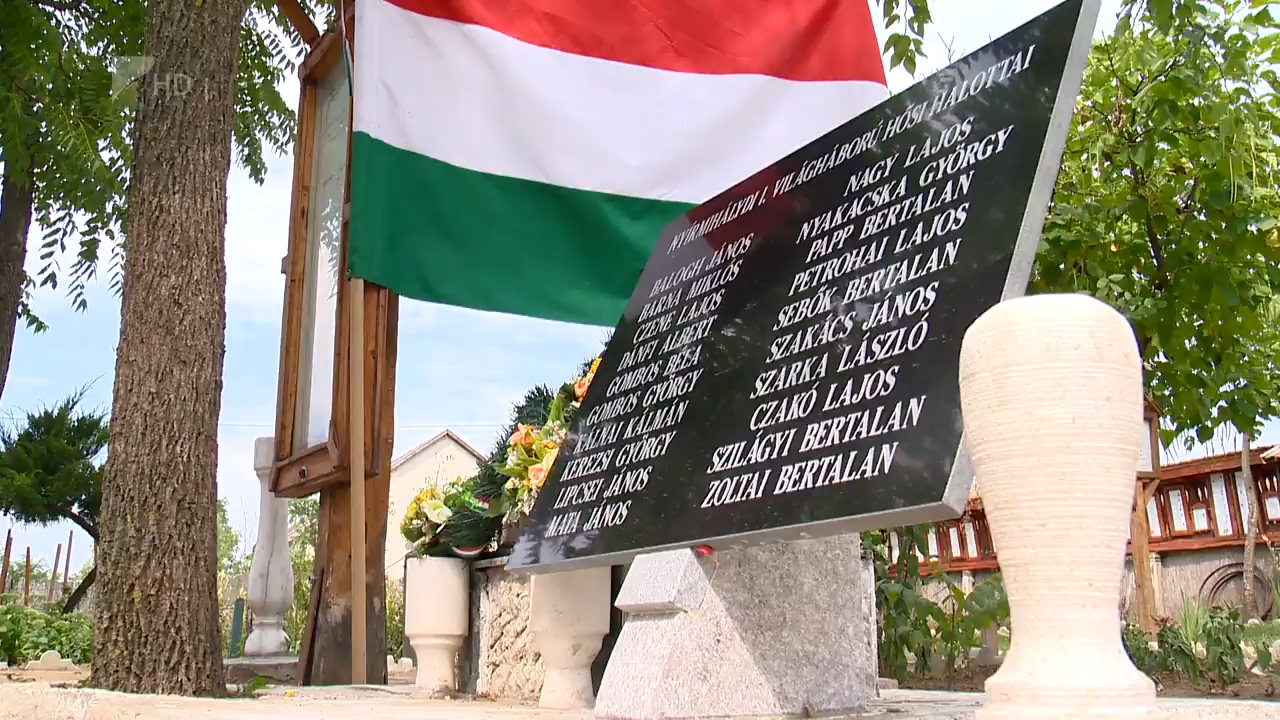 HD
NYÍRMIHÁLYDI I. VILÁGHÁBORÚ HŐSI HALOTTAI
BALOGH JÁNOS
BARNA MIKLÓS
CZENE LAJOS
DÁNFI ALBERT
GOMBOS BÉLA
GOMBOS GYÖRGY
KÁLNAI KÁLMÁN
KEREZSI GYÖRGY
LIPCSEI JÁNOS
MÁTA JÁNOS
NAGY LAJOS
NYAKACSKA GYÖRGY
PAPP BERTALAN
PETROHAI LAJOS
SEBŐK BERTALAN
SZAKÁCS JÁNOS
SZARKA LÁSZLÓ
CZAKÓ LAJOS
SZILÁGYI BERTALAN
ZOLTAI BERTALAN